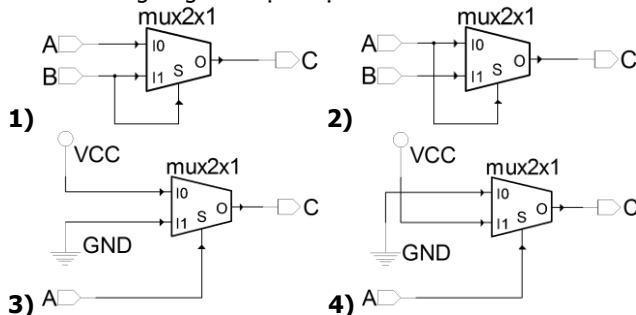 mux2x1 mux2x1
A I0 O C A I0 O C
B I1 S B I1 S
1) 2)
VCC mux2x1 VCC mux2x1
I0 O C I0 O C
I1 S I1 S
GND GND
3) A 4) A